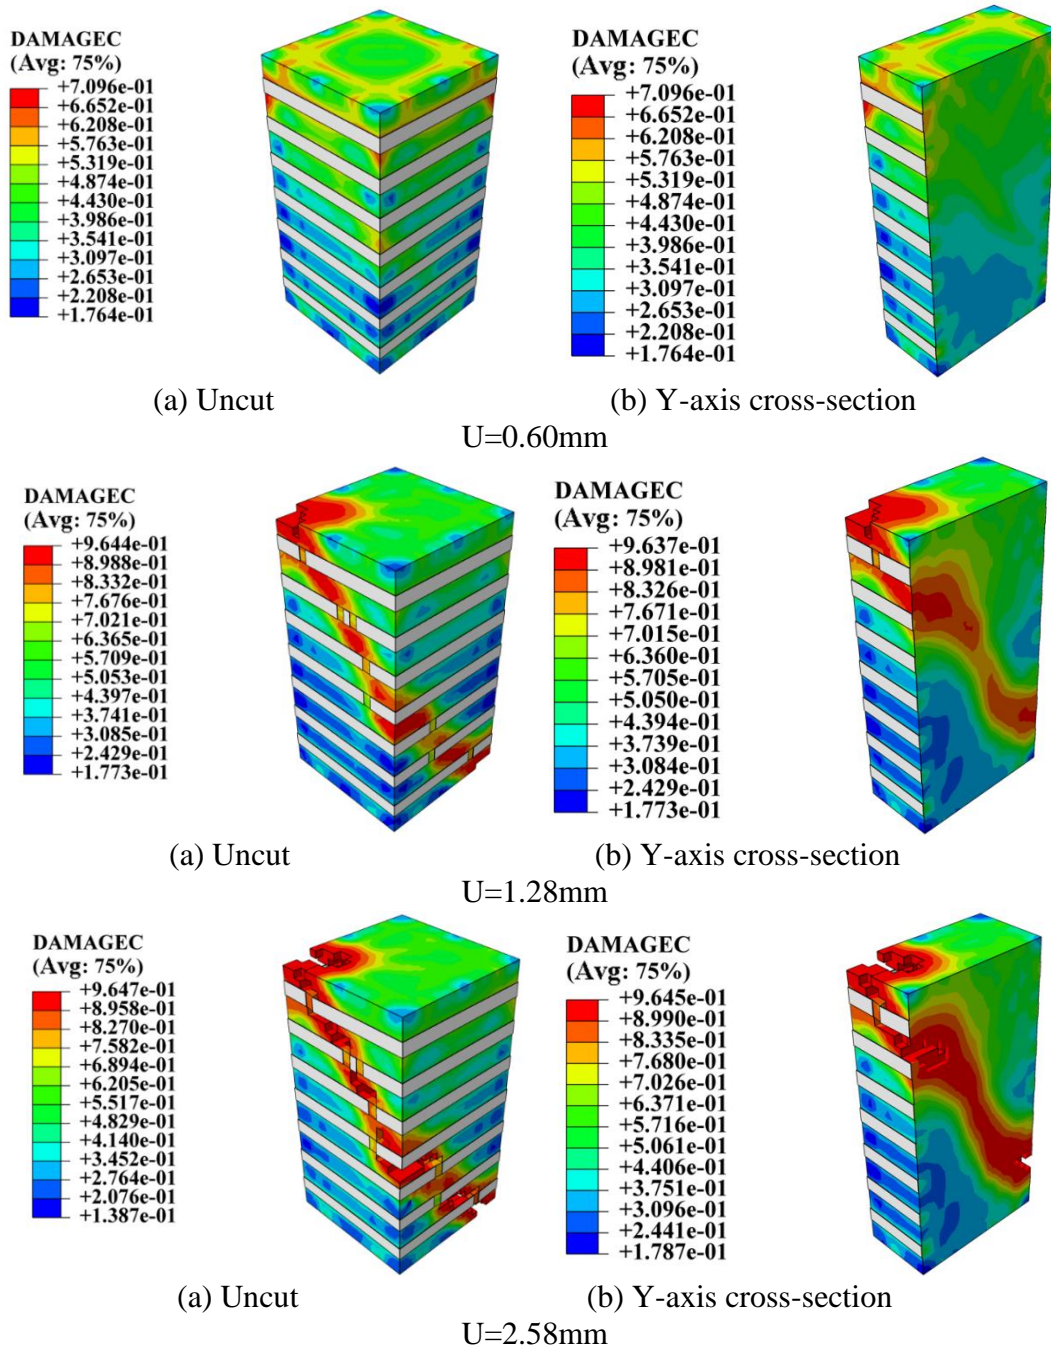 DAMAGEC
(Avg: 75%)
+7.096e-01
+6.652e-01
+6.208e-01
+5.763e-01
+5.319e-01
+4.874e-01
+4.430e-01
+3.986e-01
+3.541e-01
+3.097e-01
+2.653e-01
+2.208e-01
+1.764e-01
DAMAGEC
(Avg: 75%)
+7.096e-01
+6.652e-01
+6.208e-01
+5.763e-01
+5.319e-01
+4.874e-01
+4.430e-01
+3.986e-01
+3.541e-01
+3.097e-01
+2.653e-01
+2.208e-01
+1.764e-01
(a) Uncut
(b) Y-axis cross-section
U=0.60mm
DAMAGEC
(Avg: 75%)
+9.644e-01
+8.988e-01
+8.332e-01
+7.676e-01
+7.021e-01
+6.365e-01
+5.709e-01
+5.053e-01
+4.397e-01
+3.741e-01
+3.085e-01
+2.429e-01
+1.773e-01
DAMAGEC
(Avg: 75%)
+9.637e-01
+8.981e-01
+8.326e-01
+7.671e-01
+7.015e-01
+6.360e-01
+5.705e-01
+5.050e-01
+4.394e-01
+3.739e-01
+3.084e-01
+2.429e-01
+1.773e-01
(a) Uncut
(b) Y-axis cross-section
U=1.28mm
DAMAGEC
(Avg: 75%)
+9.647e-01
+8.958e-01
+8.270e-01
+7.582e-01
+6.894e-01
+6.205e-01
+5.517e-01
+4.829e-01
+4.140e-01
+3.452e-01
+2.764e-01
+2.076e-01
+1.387e-01
DAMAGEC
(Avg: 75%)
+9.645e-01
+8.990e-01
+8.335e-01
+7.680e-01
+7.026e-01
+6.371e-01
+5.716e-01
+5.061e-01
+4.406e-01
+3.751e-01
+3.096e-01
+2.441e-01
+1.787e-01
(a) Uncut
(b) Y-axis cross-section
U=2.58mm